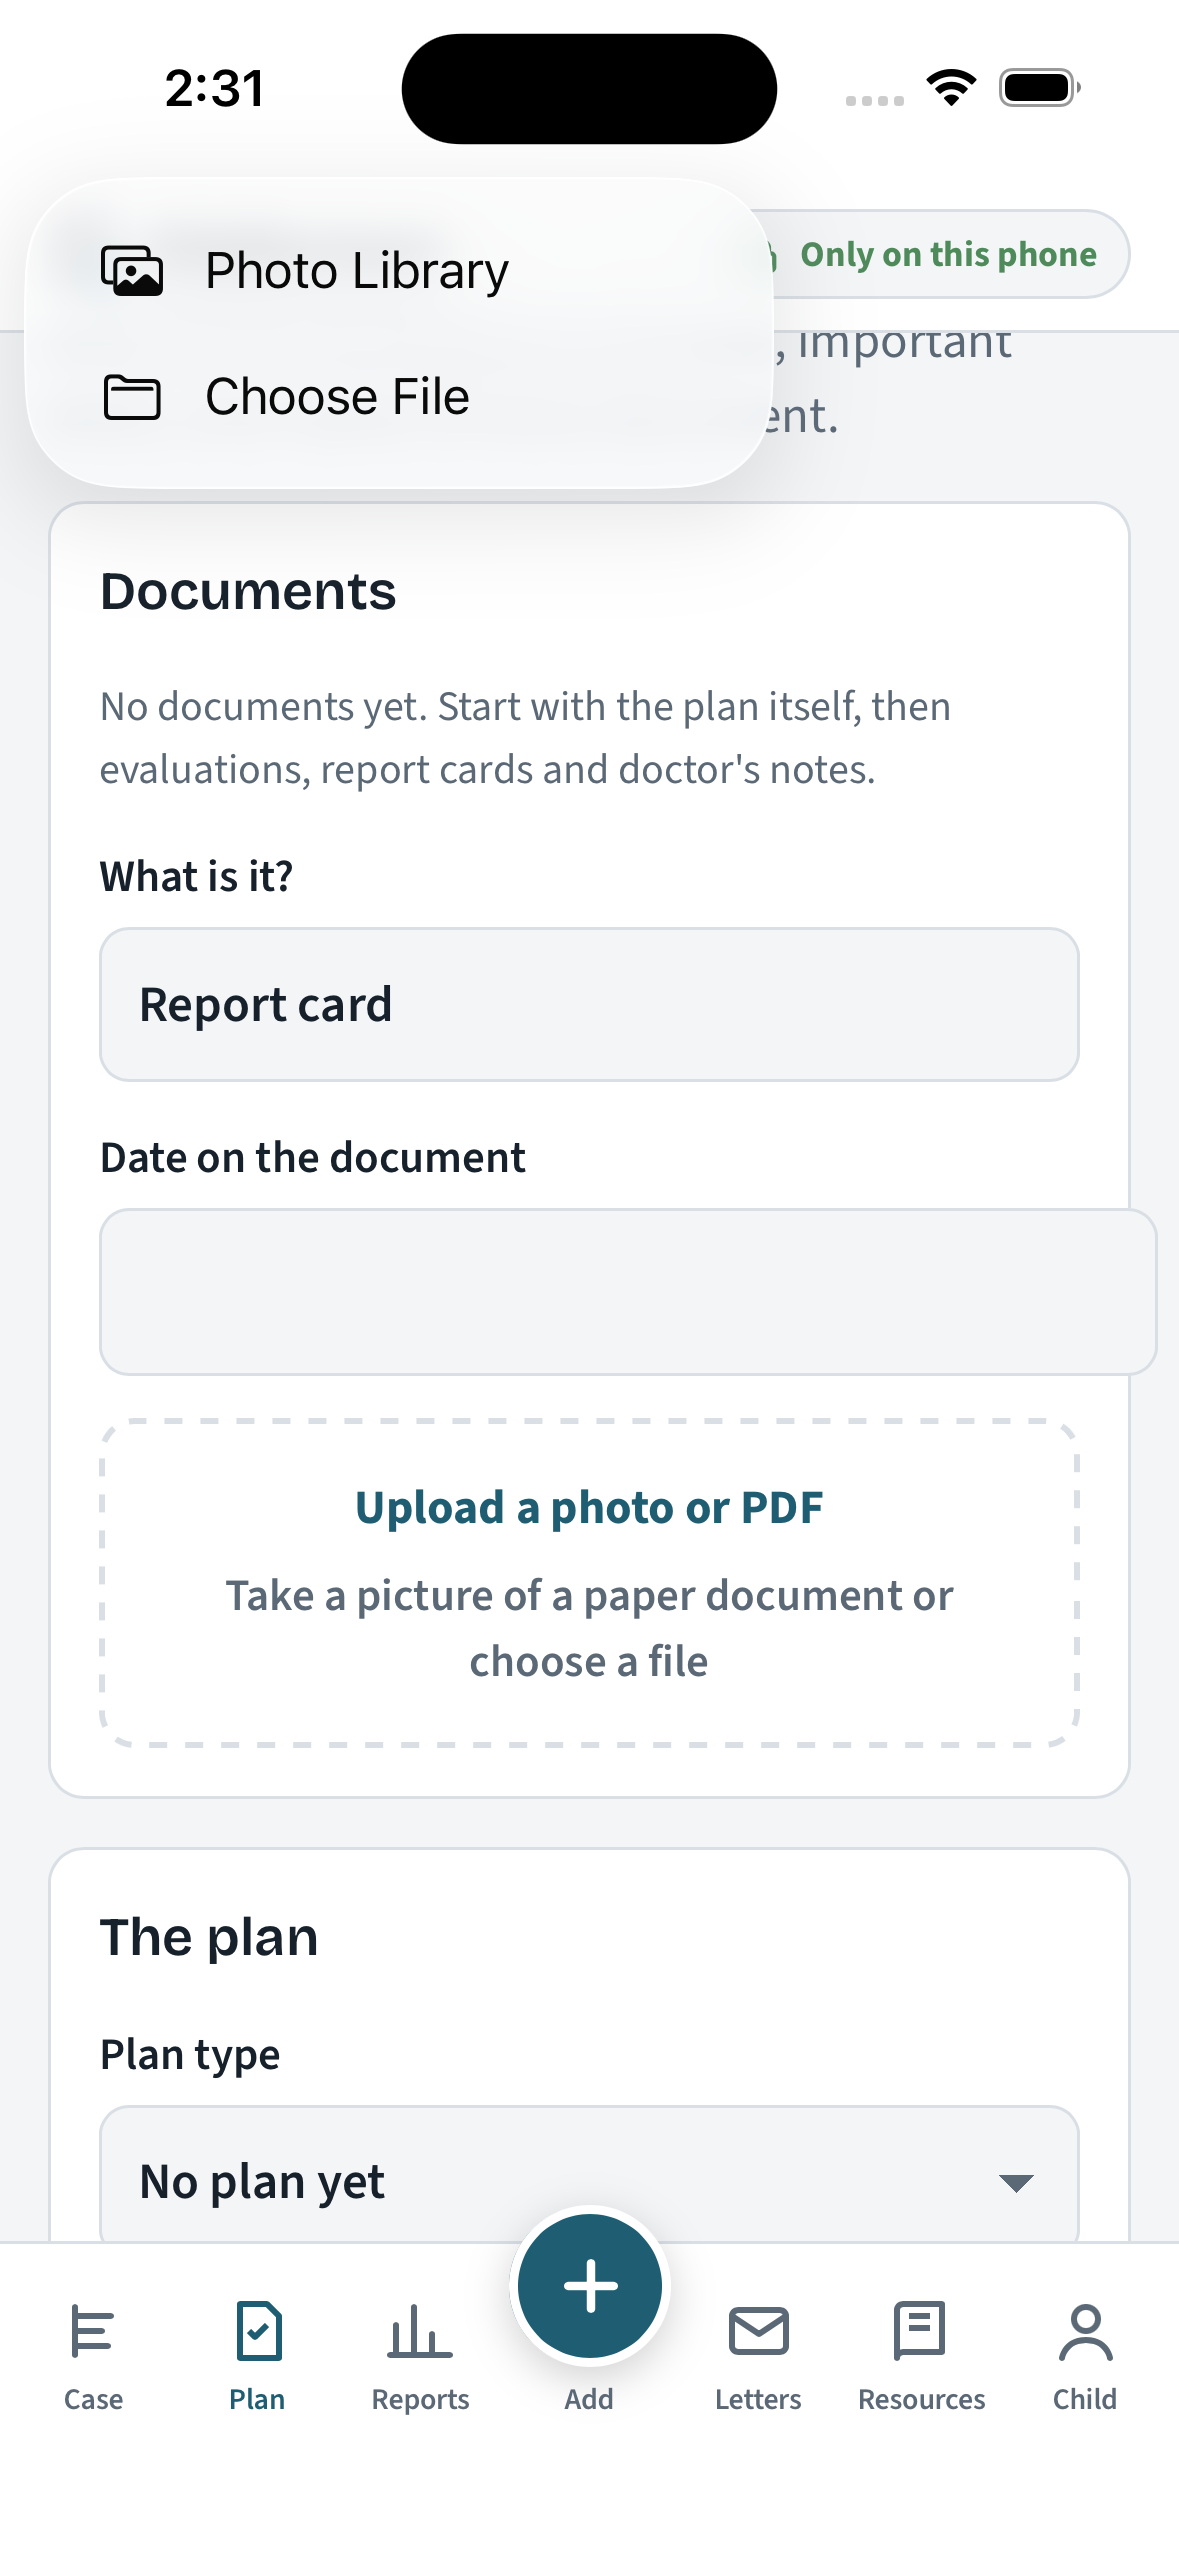 2:31
Photo Library
Choose File
Only on this phone
, important
ent.
Documents
No documents yet. Start with the plan itself, then
evaluations, report cards and doctor's notes.
What is it?
Report card
Date on the document
Upload a photo or PDF
Take a picture of a paper document or
choose a file
The plan
Plan type
No plan yet
Case
Plan
Reports
Add
Letters
Resources
Child